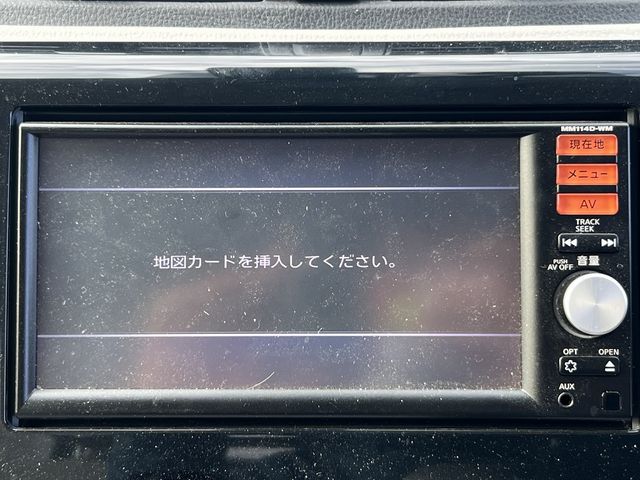 MM114D-WM
現在地
メニュー
AV
TRACK
SEEK
地図カードを挿入してください。
PUSH
AV OFF
音量
OPT
OPEN
AUX